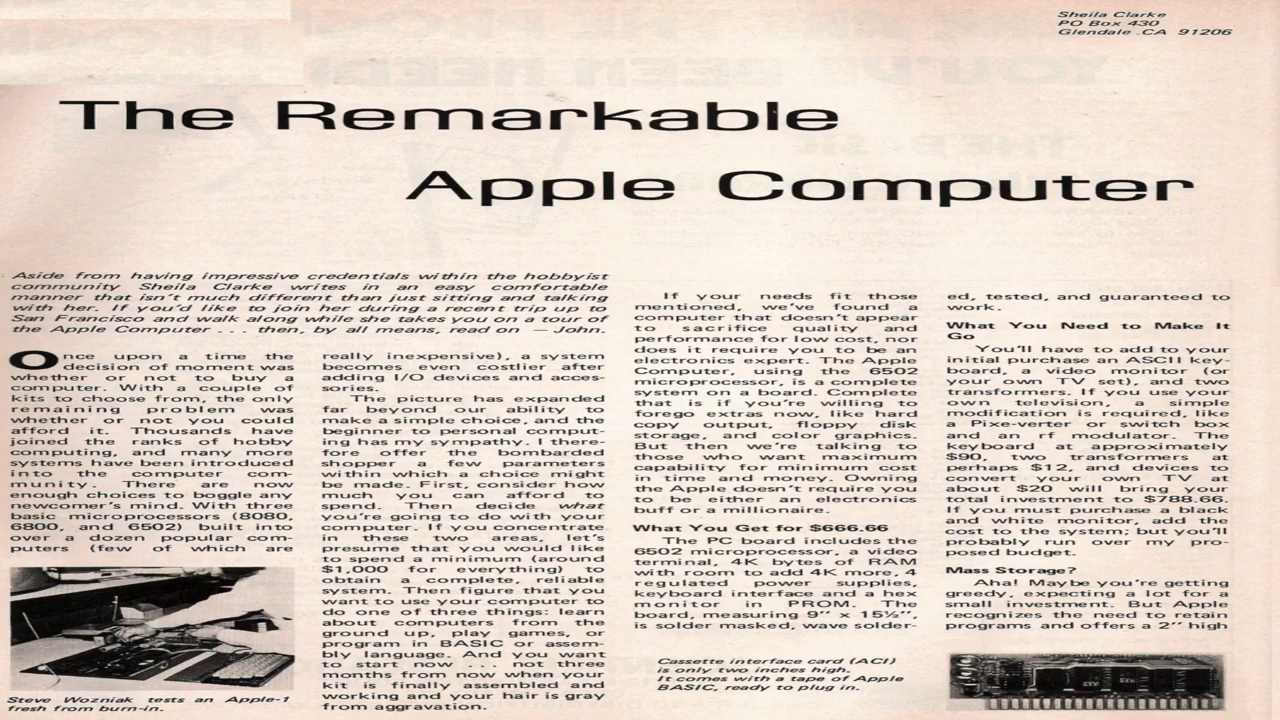 Sheila Clarke
PO Box 430
Glendale CA 91206
The Remarkable
Apple Computer
Aside from having impressive credentials within the hobbyist
community Sheila Clarke writes in an easy comfortable
manner that isn't much different than just sitting and talking
with her. If you'd like to join her during a recent trip up to
San Francisco and walk along while she takes you on a tour of
the Apple Computer . . . then, by all means, read on — John.
Once upon a time the
decision of moment was
whether or not to buy a
computer. With a couple of
kits to choose from, the only
remaining problem was
whether or not you could
afford it. Thousands have
joined the ranks of hobby
computing, and many more
systems have been introduced
into the computer com-
munity. There are now
enough choices to boggle any
newcomer's mind. With three
basic microprocessors (8080,
6800, and 6502) built into
over a dozen popular com-
puters (few of which are
Steve Wozniak tests an Apple-1
fresh from burn-in.
really inexpensive), a system
becomes even costlier after
adding I/O devices and acces-
sories.
The picture has expanded
far beyond our ability to
make a simple choice, and the
beginner to personal comput-
ing has my sympathy. I there-
fore offer the bombarded
shopper a few parameters
within which a choice might
be made. First, consider how
much you can afford to
spend. Then decide what
you're going to do with your
computer. If you concentrate
in these two areas, let's
presume that you would like
to spend a minimum (around
$1,000 for everything) to
obtain a complete, reliable
system. Then figure that you
want to use your computer to
do one of three things: learn
about computers from the
ground up, play games, or
program in BASIC or assem-
bly language. And you want
to start now . . . not three
months from now when your
kit is finally assembled and
working and your hair is gray
from aggravation.
If your needs fit those
mentioned, we've found a
computer that doesn't appear
to sacrifice quality and
performance for low cost, nor
does it require you to be an
electronics expert. The Apple
Computer, using the 6502
microprocessor, is a complete
system on a board. Complete
that is if you're willing to
forego extras now, like hard
copy output, floppy disk
storage, and color graphics.
But then we're talking to
those who want maximum
capability for minimum cost
in time and money. Owning
the Apple doesn't require you
to be either an electronics
buff or a millionaire.
What You Get for $666.66
The PC board includes the
6502 microprocessor, a video
terminal, 4K bytes of RAM
with room to add 4K more, 4
regulated power supplies,
keyboard interface and a hex
monitor in PROM. The
board, measuring 9" x 15½",
is solder masked, wave solder-
Cassette interface card (ACI)
is only two inches high.
It comes with a tape of Apple
BASIC, ready to plug in.
ed, tested, and guaranteed to
work.
What You Need to Make It
Go
You'll have to add to your
initial purchase an ASCII key-
board, a video monitor (or
your own TV set), and two
transformers. If you use your
own television, a simple
modification is required, like
a Pixe-verter or switch box
and an rf modulator. The
keyboard at approximately
$90, two transformers at
perhaps $12, and devices to
convert your own TV at
about $20 will bring your
total investment to $788.66.
If you must purchase a black
and white monitor, add the
cost to the system; but you'll
probably run over my pro-
posed budget.
Mass Storage?
Aha! Maybe you're getting
greedy, expecting a lot for a
small investment. But Apple
recognizes the need to retain
programs and offers a 2" high